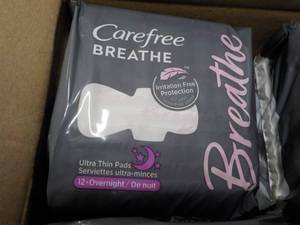 Carefree
BREATHE
Irritation Free
Protection
Breathe
Ultra Thin Pads
Serviettes ultra-minces
12-Overnight/De nuit